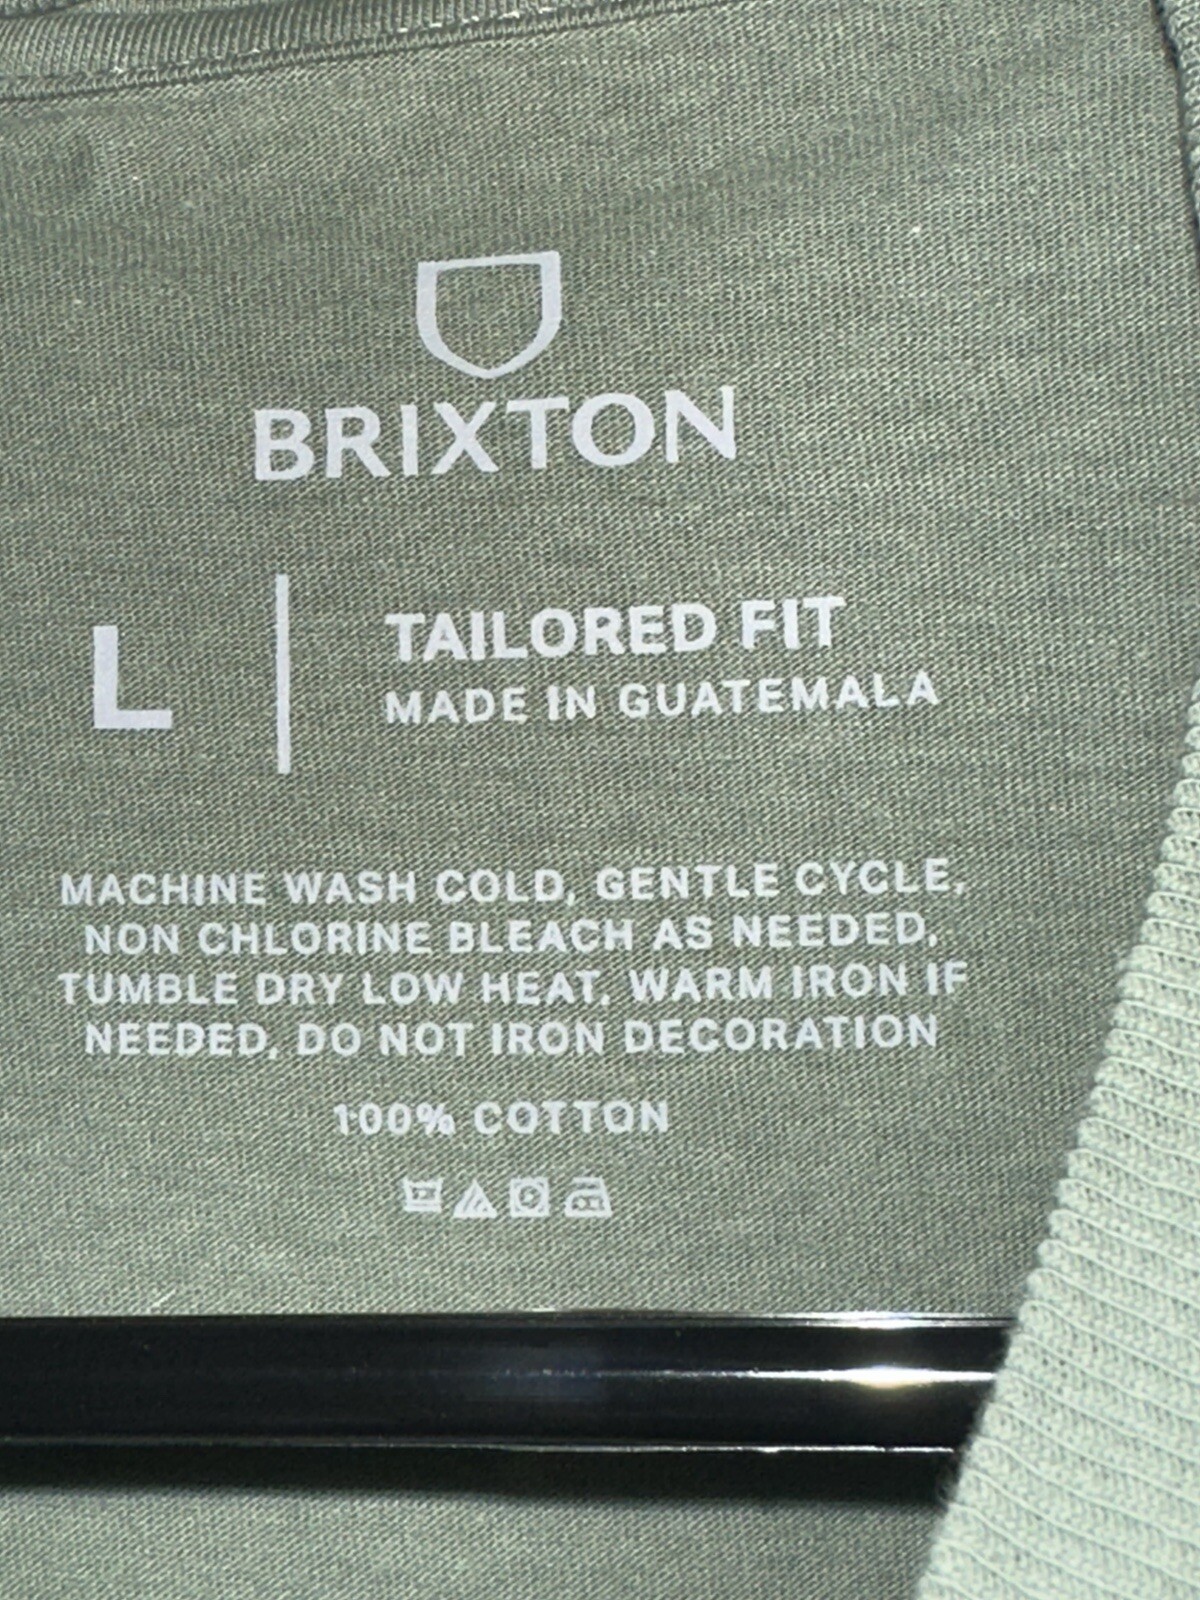 BRIXTON
L
TAILORED FIT
MADE IN GUATEMALA
MACHINE WASH COLD, GENTLE CYCLE,
NON CHLORINE BLEACH AS NEEDED,
TUMBLE DRY LOW HEAT, WARM IRON IF
NEEDED, DO NOT IRON DECORATION
100% COTTON